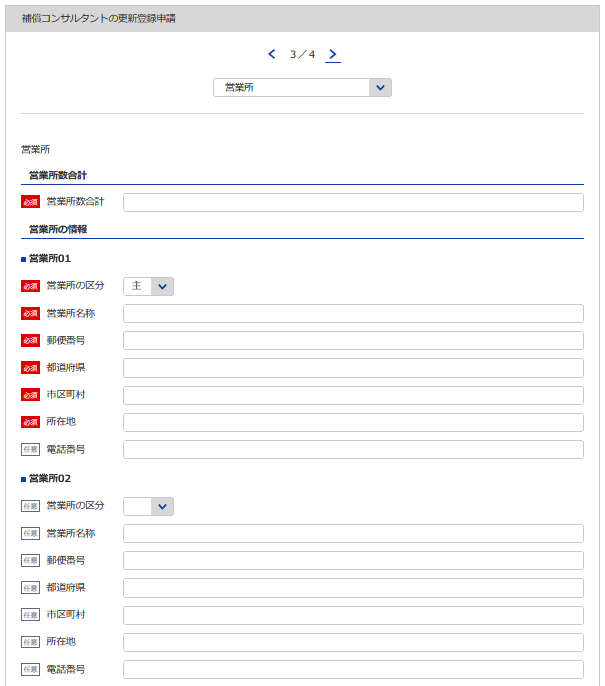 補償コンサルタントの更新登録申請
3／4
営業所
営業所
営業所数合計
必須 営業所数合計
営業所の情報
営業所01
必須 営業所の区分 主
必須 営業所名称
必須 郵便番号
必須 都道府県
必須 市区町村
必須 所在地
任意 電話番号
営業所02
任意 営業所の区分
任意 営業所名称
任意 郵便番号
任意 都道府県
任意 市区町村
任意 所在地
任意 電話番号